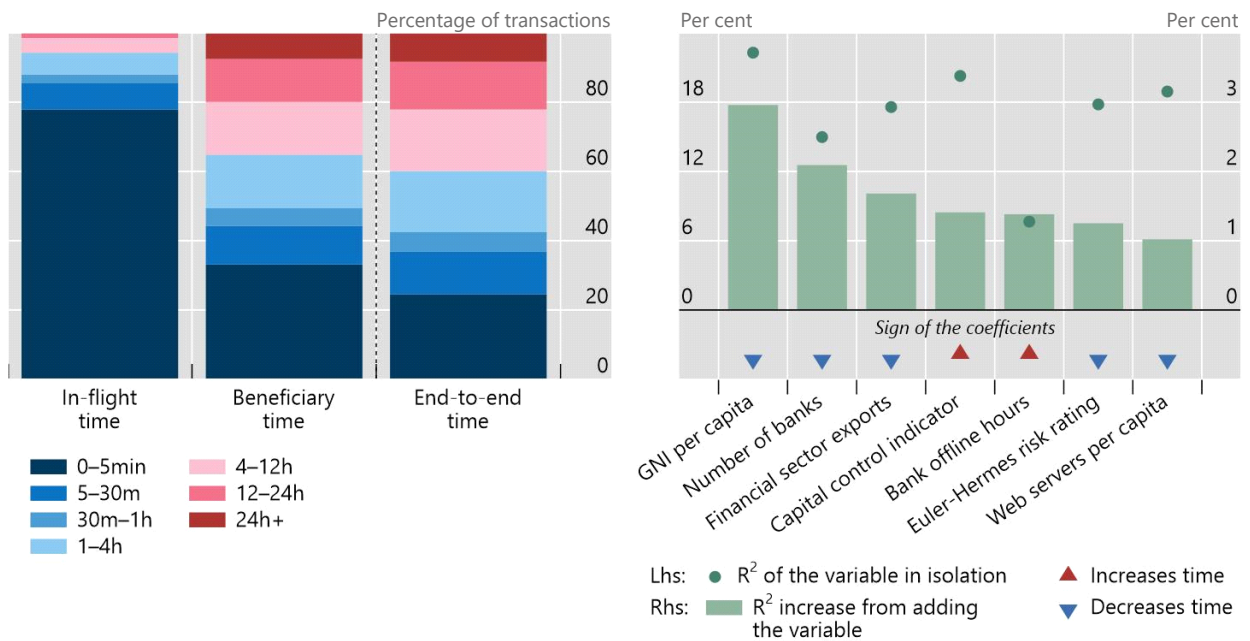 Percentage of transactions
80
60
40
20
0
In-flight
time
Beneficiary
time
End-to-end
time
0–5min
5–30m
30m–1h
1–4h
4–12h
12–24h
24h+
Per cent
Per cent
18
12
6
0
3
2
1
0
Sign of the coefficients
GNI per capita
Number of banks
Financial sector exports
Capital control indicator
Bank offline hours
Euler-Hermes risk rating
Web servers per capita
Lhs:
R² of the variable in isolation
Rhs:
R² increase from adding
the variable
Increases time
Decreases time